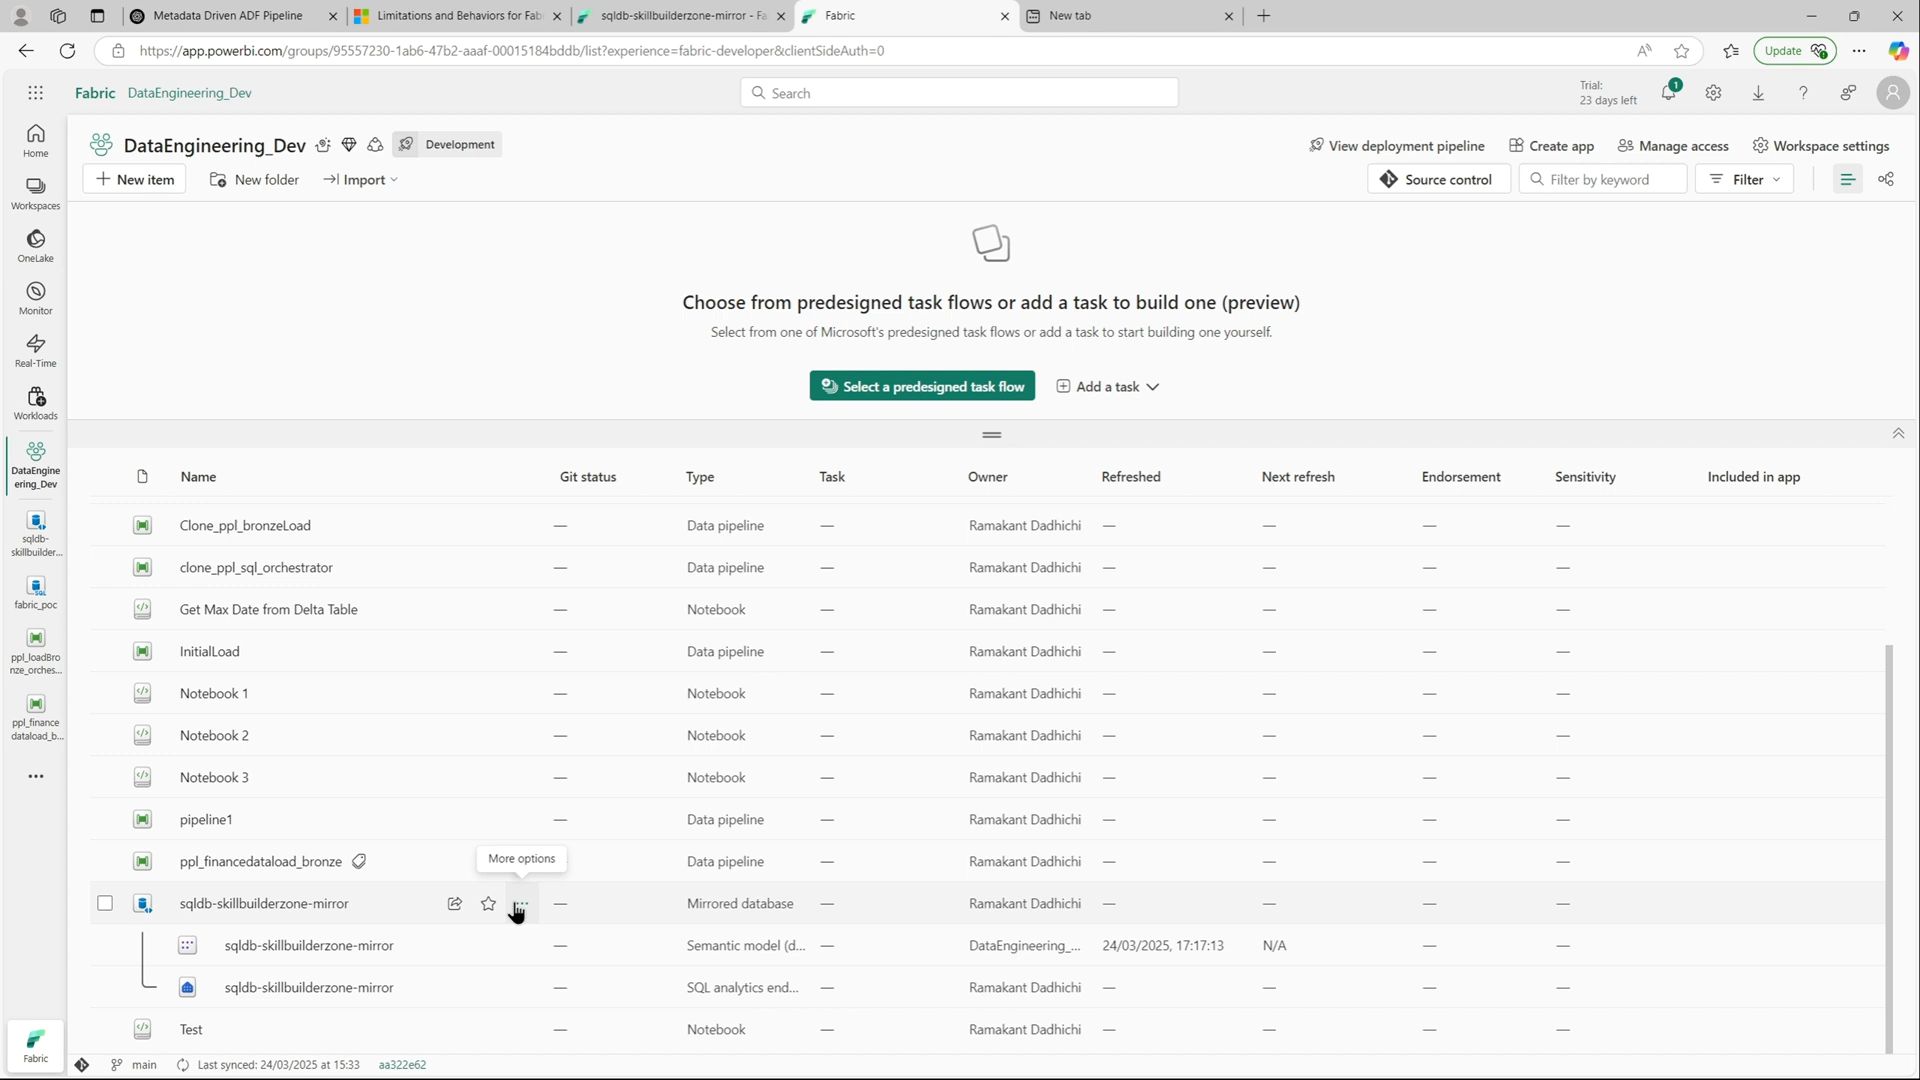 Metadata Driven ADF Pipeline
Limitations and Behaviors for Fab
sqldb-skillbuilderzone-mirror - Fa
Fabric
New tab
https://app.powerbi.com/groups/95557230-1ab6-47b2-aaaf-00015184bddb/list?experience=fabric-developer&clientSideAuth=0
Update
Fabric DataEngineering_Dev
Search
Trial:
23 days left
1
DataEngineering_Dev
Development
View deployment pipeline
Create app
Manage access
Workspace settings
New item
New folder
Import
Source control
Filter by keyword
Filter
Home
Workspaces
OneLake
Monitor
Real-Time
Workloads
DataEngine
ering_Dev
sqldb-
skillbuilder...
fabric_poc
ppl_loadBro
nze_orches...
ppl_finance
dataload_b...
Fabric
Choose from predesigned task flows or add a task to build one (preview)
Select from one of Microsoft's predesigned task flows or add a task to start building one yourself.
Select a predesigned task flow
Add a task
Name Git status Type Task Owner Refreshed Next refresh Endorsement Sensitivity Included in app
Clone_ppl_bronzeLoad — Data pipeline — Ramakant Dadhichi — — — —
clone_ppl_sql_orchestrator — Data pipeline — Ramakant Dadhichi — — — —
Get Max Date from Delta Table — Notebook — Ramakant Dadhichi — — — —
InitialLoad — Data pipeline — Ramakant Dadhichi — — — —
Notebook 1 — Notebook — Ramakant Dadhichi — — — —
Notebook 2 — Notebook — Ramakant Dadhichi — — — —
Notebook 3 — Notebook — Ramakant Dadhichi — — — —
pipeline1 — Data pipeline — Ramakant Dadhichi — — — —
More options
ppl_financedataload_bronze — Data pipeline — Ramakant Dadhichi — — — —
sqldb-skillbuilderzone-mirror — Mirrored database — Ramakant Dadhichi — — — —
sqldb-skillbuilderzone-mirror — Semantic model (d... — DataEngineering_... 24/03/2025, 17:17:13 N/A — —
sqldb-skillbuilderzone-mirror — SQL analytics end... — Ramakant Dadhichi — — — —
Test — Notebook — Ramakant Dadhichi — — — —
main
Last synced: 24/03/2025 at 15:33
aa322e62